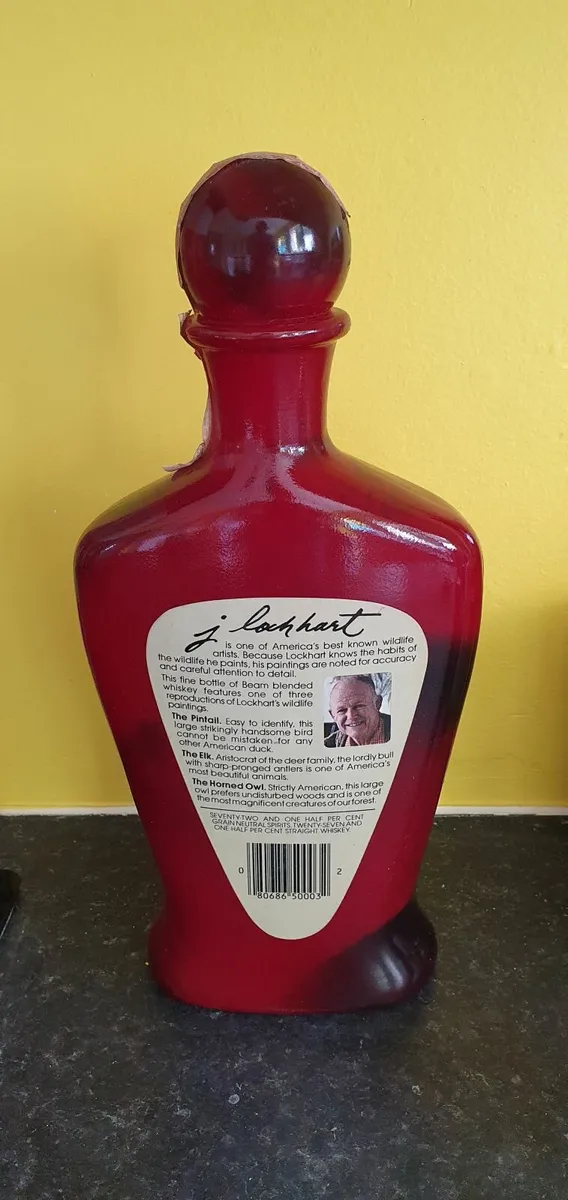 j lockhart
is one of America's best known wildlife
artists. Because Lockhart knows the habits of
the wildlife he paints, his paintings are noted for accuracy
and careful attention to detail.
This fine bottle of Beam blended
whiskey features one of three
reproductions of Lockhart's wildlife
paintings.
The Pintail. Easy to identify, this
large strikingly handsome bird
cannot be mistaken for any
other American duck.
The Elk. Aristocrat of the deer family, the lordly bull
with sharp-pronged antlers is one of America's
most beautiful animals.
The Horned Owl. Strictly American, this large
owl prefers undisturbed woods and is one of
the most magnificent creatures of our forest.
SEVENTY-TWO AND ONE HALF PER CENT
GRAIN NEUTRAL SPIRITS. TWENTY-SEVEN AND
ONE HALF PER CENT STRAIGHT WHISKEY.
0 80686 50003 2